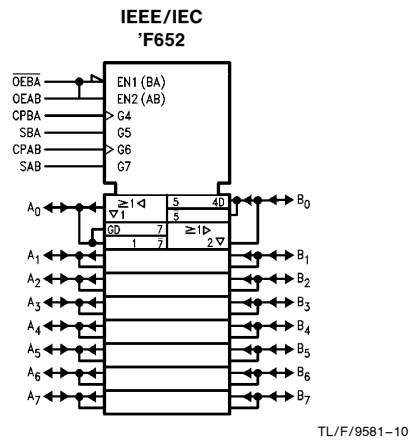 IEEE/IEC
'F652
OEBA EN1 (BA)
OEAB EN2 (AB)
CPBA G4
SBA G5
CPAB G6
SAB G7
A0 ≥1 ◁ 5 4D B0
▽1 5
GD 7 ≥1 ▷
1 7 2 ▽
A1 B1
A2 B2
A3 B3
A4 B4
A5 B5
A6 B6
A7 B7
TL/F/9581–10